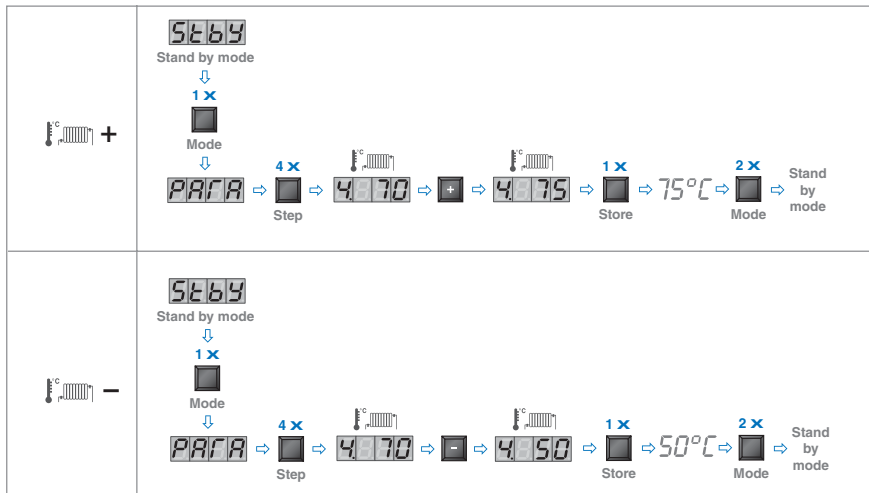 Stby
Stand by mode
1 x
Mode
°C +
4 x °C °C 1 x 2 x Stand
PARA 4. 70 + 4. 75 75°C by
Step Store Mode mode
Stby
Stand by mode
1 x
Mode
°C −
4 x °C °C 1 x 2 x Stand
PARA 4. 70 - 4. 50 50°C by
Step Store Mode mode